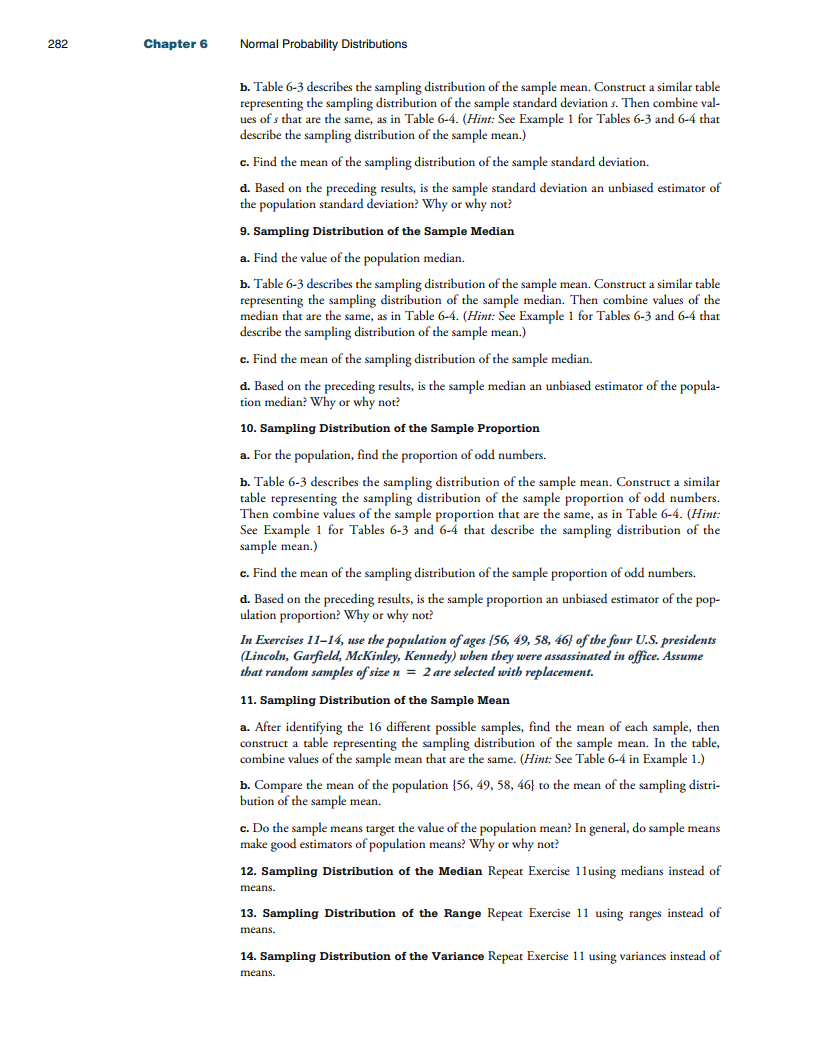 282 Chapter 6 Normal Probability Distributions
b. Table 6-3 describes the sampling distribution of the sample mean. Construct a similar table
representing the sampling distribution of the sample standard deviation s. Then combine val-
ues of s that are the same, as in Table 6-4. (Hint: See Example 1 for Tables 6-3 and 6-4 that
describe the sampling distribution of the sample mean.)
c. Find the mean of the sampling distribution of the sample standard deviation.
d. Based on the preceding results, is the sample standard deviation an unbiased estimator of
the population standard deviation? Why or why not?
9. Sampling Distribution of the Sample Median
a. Find the value of the population median.
b. Table 6-3 describes the sampling distribution of the sample mean. Construct a similar table
representing the sampling distribution of the sample median. Then combine values of the
median that are the same, as in Table 6-4. (Hint: See Example 1 for Tables 6-3 and 6-4 that
describe the sampling distribution of the sample mean.)
c. Find the mean of the sampling distribution of the sample median.
d. Based on the preceding results, is the sample median an unbiased estimator of the popula-
tion median? Why or why not?
10. Sampling Distribution of the Sample Proportion
a. For the population, find the proportion of odd numbers.
b. Table 6-3 describes the sampling distribution of the sample mean. Construct a similar
table representing the sampling distribution of the sample proportion of odd numbers.
Then combine values of the sample proportion that are the same, as in Table 6-4. (Hint:
See Example 1 for Tables 6-3 and 6-4 that describe the sampling distribution of the
sample mean.)
c. Find the mean of the sampling distribution of the sample proportion of odd numbers.
d. Based on the preceding results, is the sample proportion an unbiased estimator of the pop-
ulation proportion? Why or why not?
In Exercises 11–14, use the population of ages {56, 49, 58, 46} of the four U.S. presidents
(Lincoln, Garfield, McKinley, Kennedy) when they were assassinated in office. Assume
that random samples of size n = 2 are selected with replacement.
11. Sampling Distribution of the Sample Mean
a. After identifying the 16 different possible samples, find the mean of each sample, then
construct a table representing the sampling distribution of the sample mean. In the table,
combine values of the sample mean that are the same. (Hint: See Table 6-4 in Example 1.)
b. Compare the mean of the population {56, 49, 58, 46} to the mean of the sampling distri-
bution of the sample mean.
c. Do the sample means target the value of the population mean? In general, do sample means
make good estimators of population means? Why or why not?
12. Sampling Distribution of the Median Repeat Exercise 11using medians instead of
means.
13. Sampling Distribution of the Range Repeat Exercise 11 using ranges instead of
means.
14. Sampling Distribution of the Variance Repeat Exercise 11 using variances instead of
means.